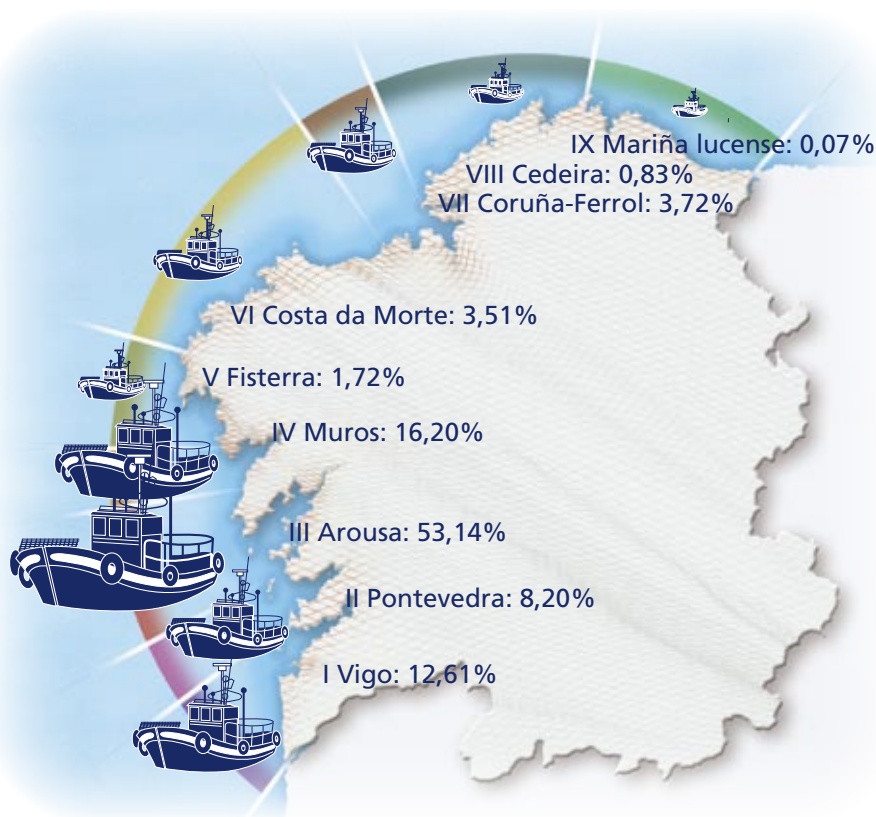 IX Mariña lucense: 0,07%
VIII Cedeira: 0,83%
VII Coruña-Ferrol: 3,72%
VI Costa da Morte: 3,51%
V Fisterra: 1,72%
IV Muros: 16,20%
III Arousa: 53,14%
II Pontevedra: 8,20%
I Vigo: 12,61%